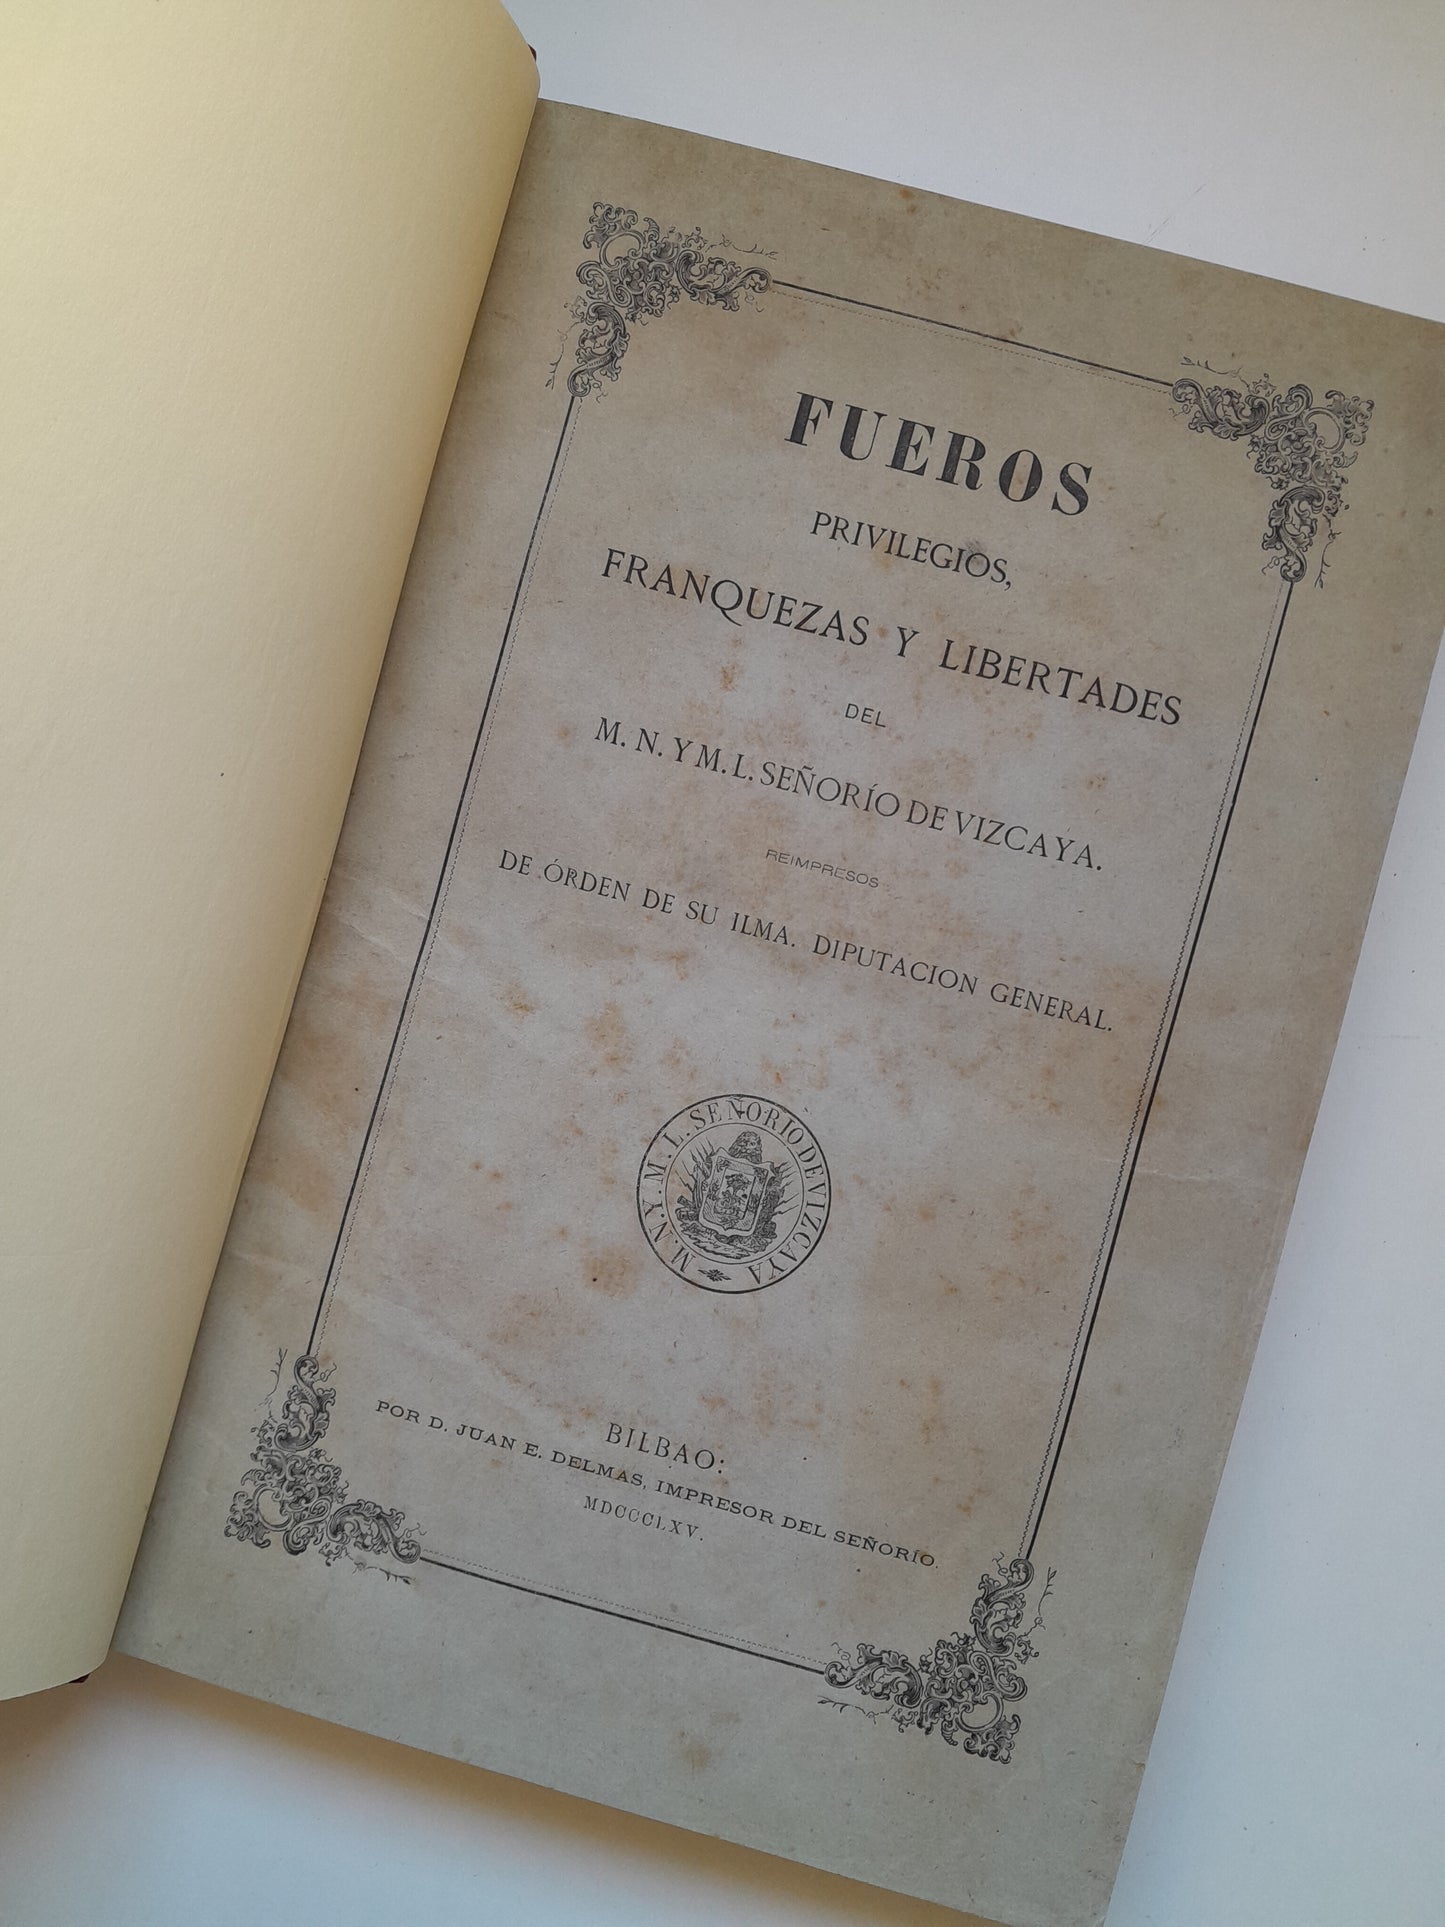 FUEROS
PRIVILEGIOS,
FRANQUEZAS Y LIBERTADES
DEL
M. N. Y M. L. SEÑORÍO DE VIZCAYA.
REIMPRESOS
DE ÓRDEN DE SU ILMA. DIPUTACION GENERAL.
M. N. Y. M. L. SEÑORIO DE VIZCAYA
BILBAO:
POR D. JUAN E. DELMAS, IMPRESOR DEL SEÑORÍO.
MDCCCLXV.